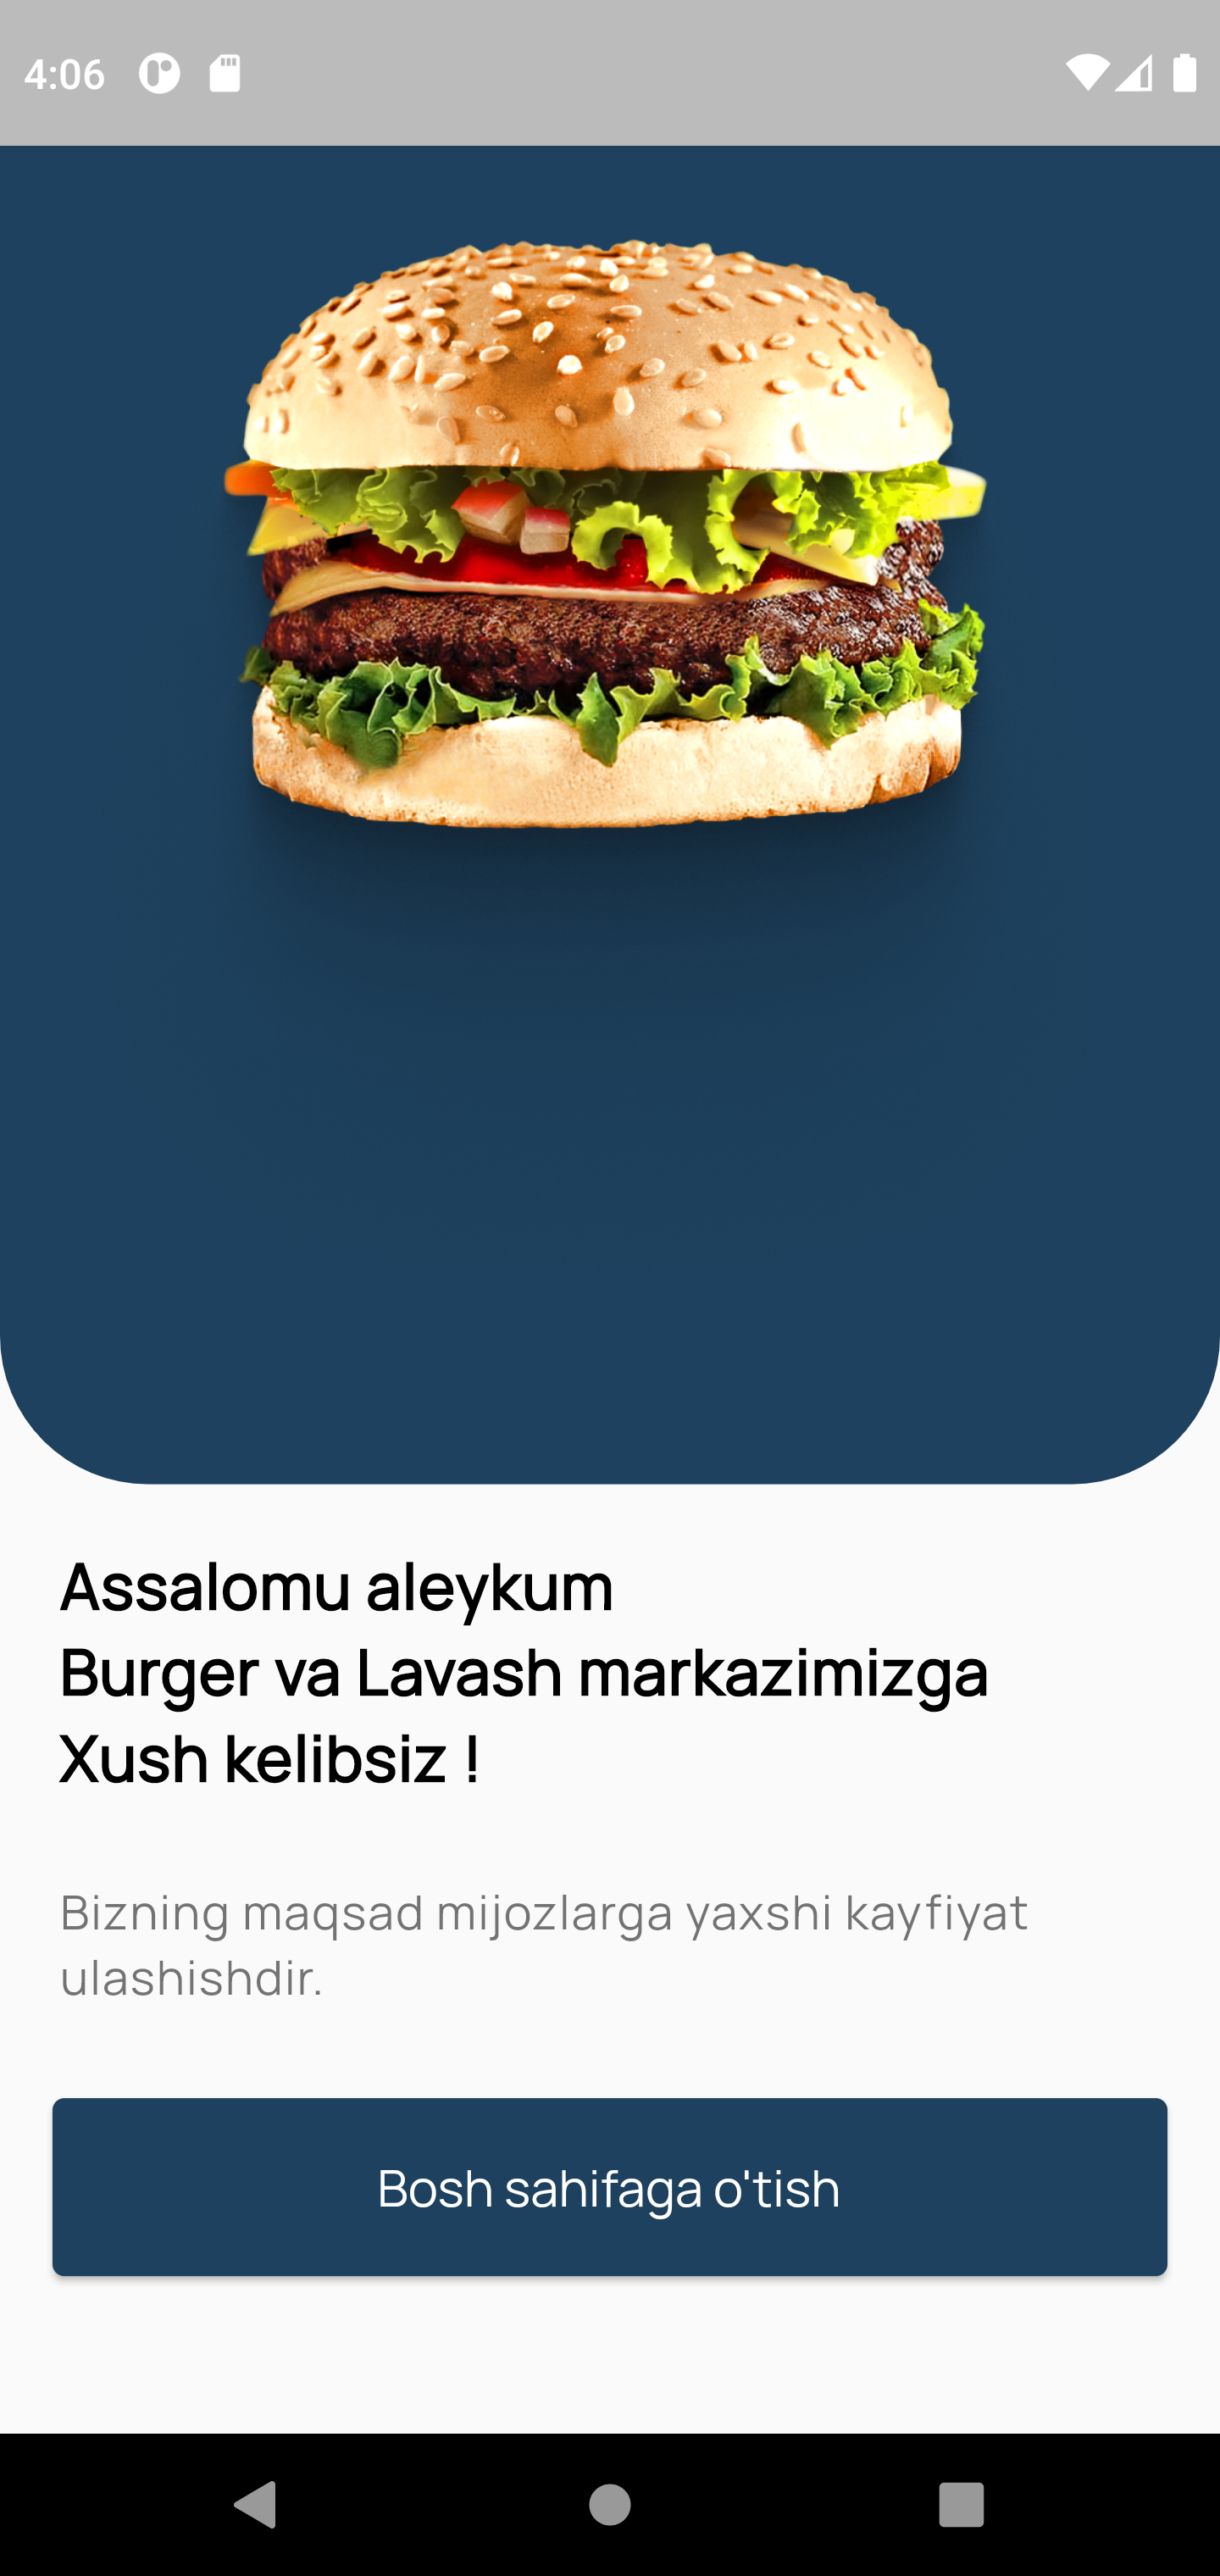 4:06
Assalomu aleykum
Burger va Lavash markazimizga
Xush kelibsiz !
Bizning maqsad mijozlarga yaxshi kayfiyat
ulashishdir.
Bosh sahifaga o'tish